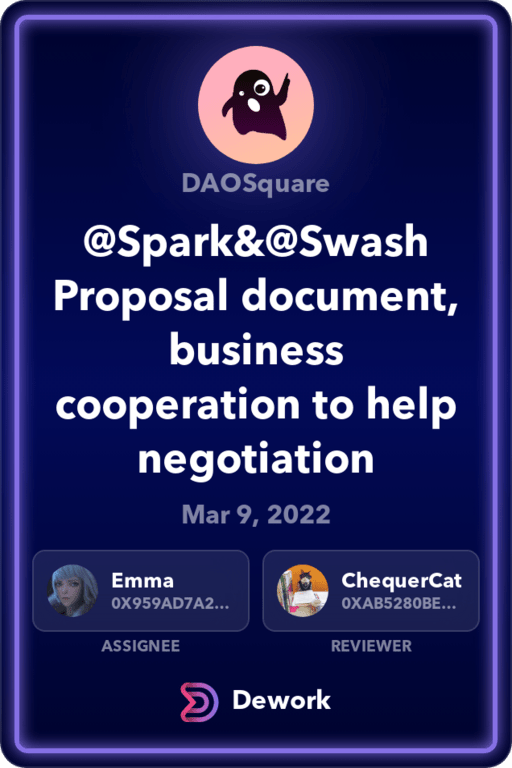 DAOSquare
@Spark&@Swash
Proposal document,
business
cooperation to help
negotiation
Mar 9, 2022
Emma
0X959AD7A2...
ChequerCat
0XAB5280BE...
ASSIGNEE
REVIEWER
Dework